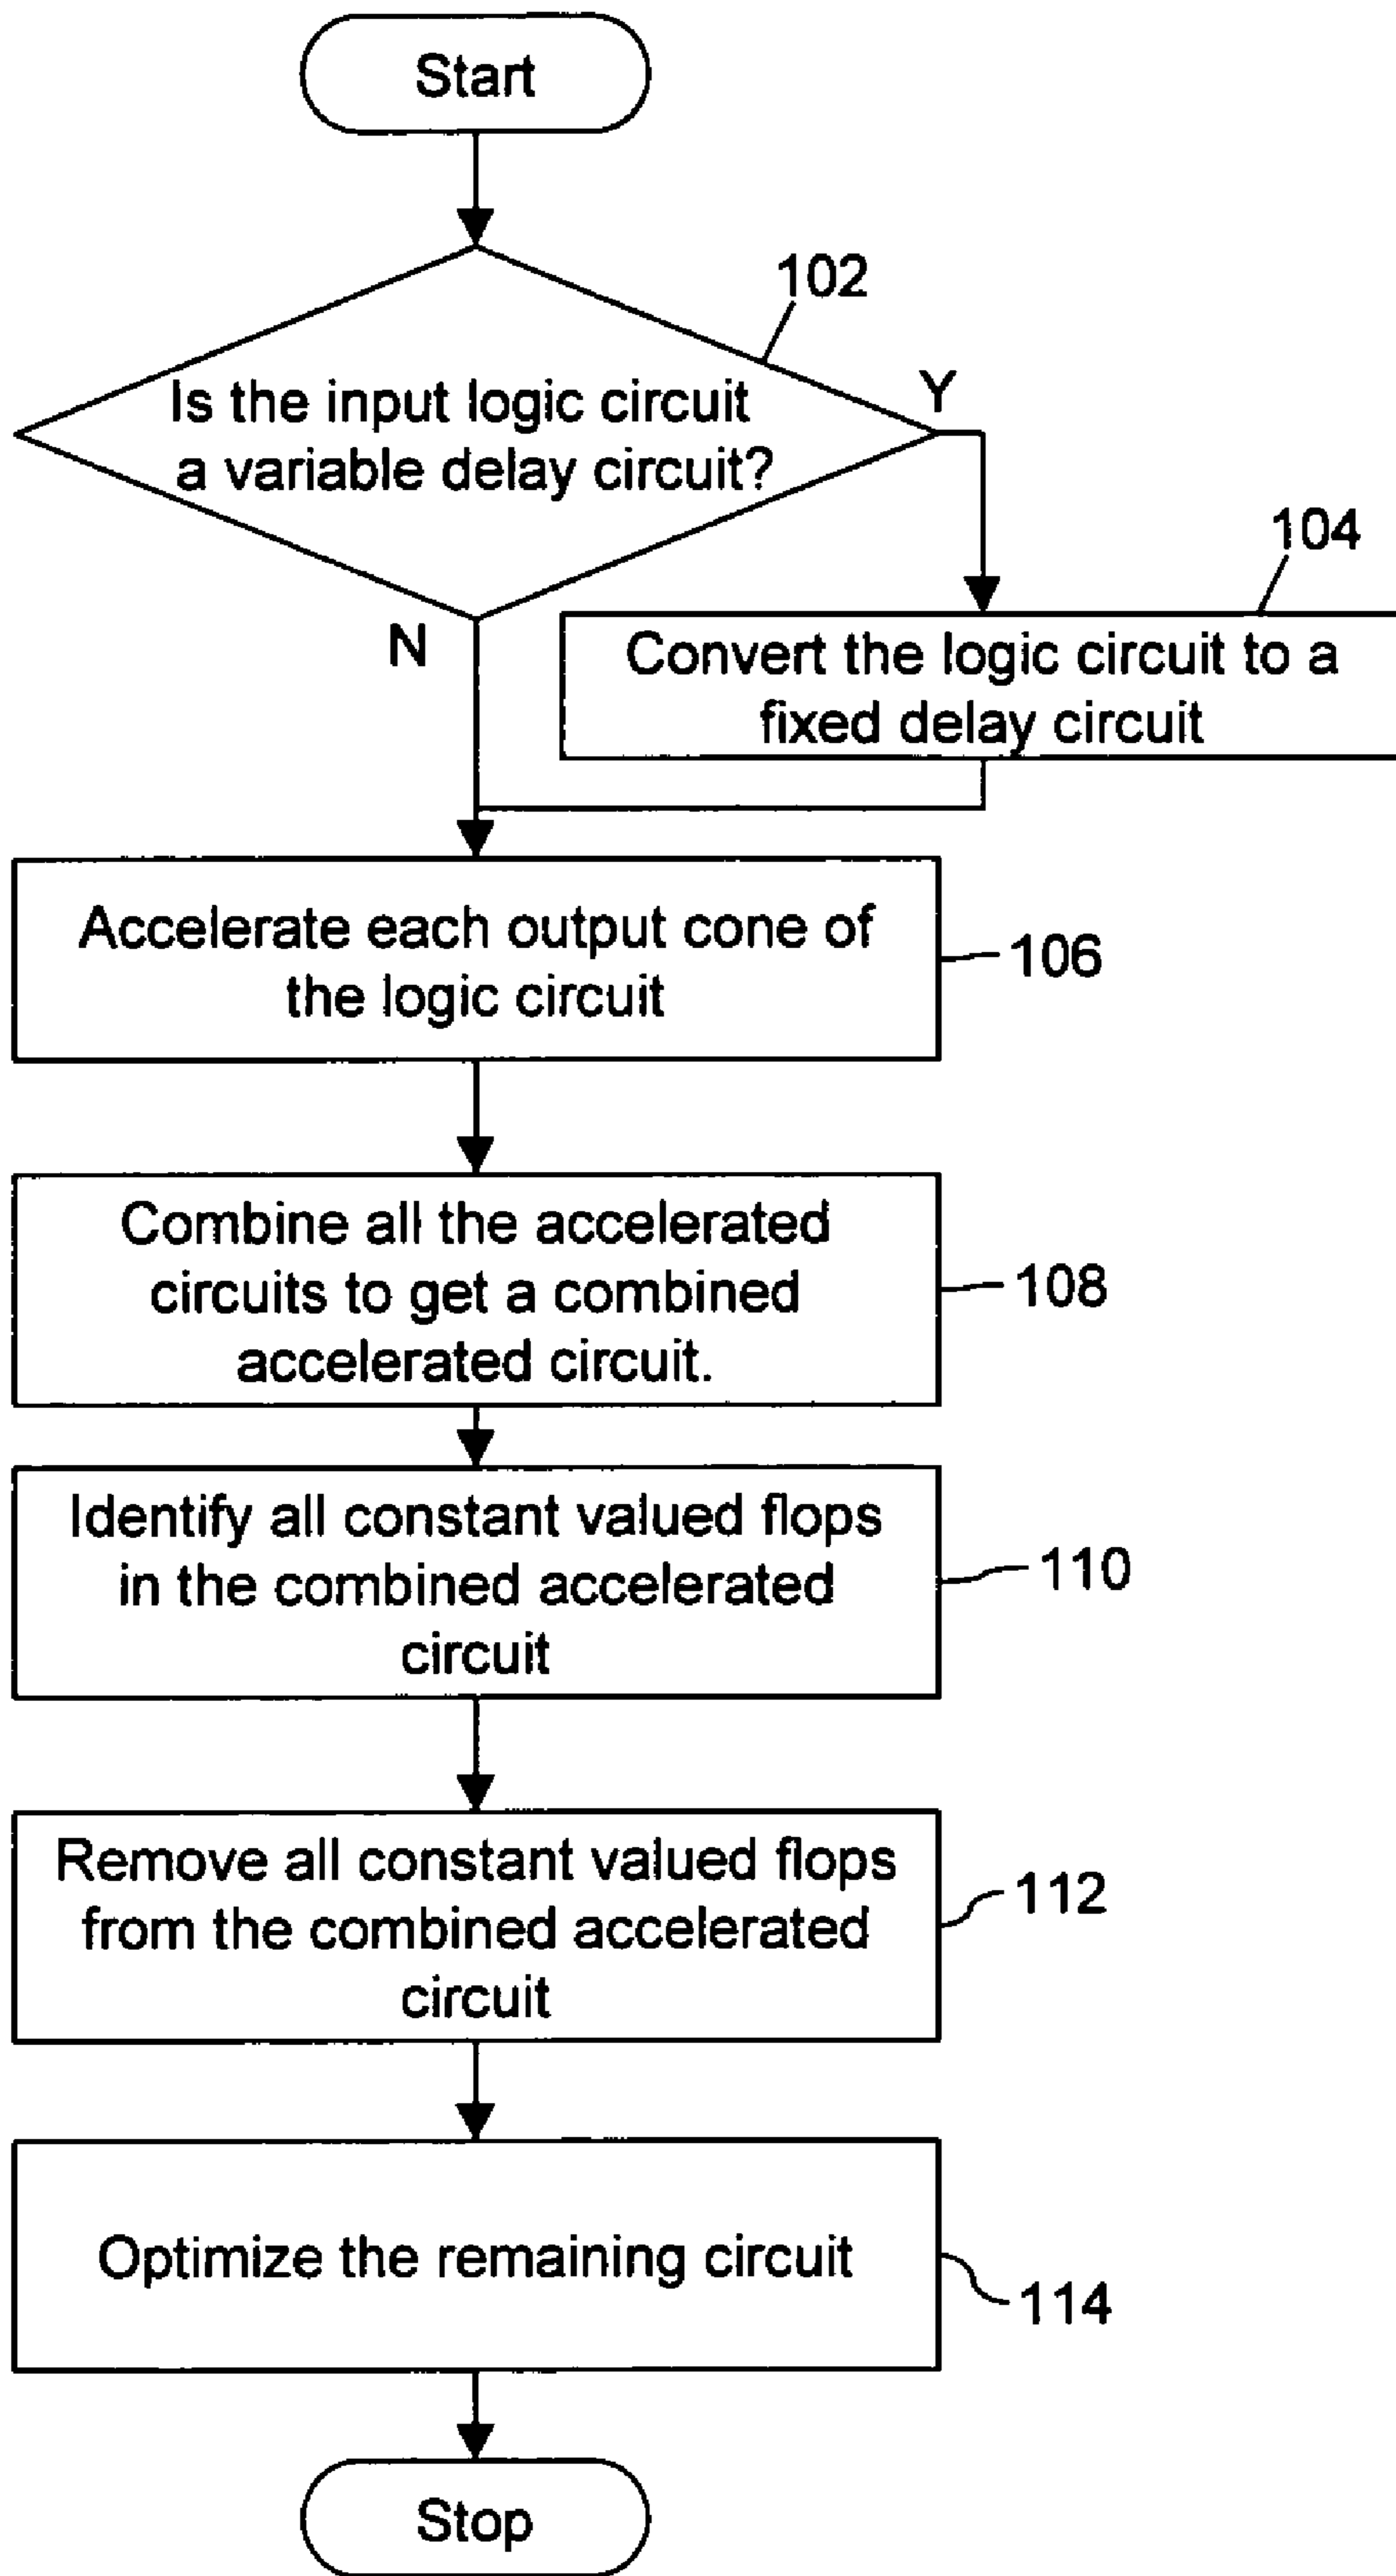 Start
102
Is the input logic circuit
a variable delay circuit?
Y
N
104
Convert the logic circuit to a
fixed delay circuit
Accelerate each output cone of
the logic circuit
106
Combine all the accelerated
circuits to get a combined
accelerated circuit.
108
Identify all constant valued flops
in the combined accelerated
circuit
110
Remove all constant valued flops
from the combined accelerated
circuit
112
Optimize the remaining circuit
114
Stop